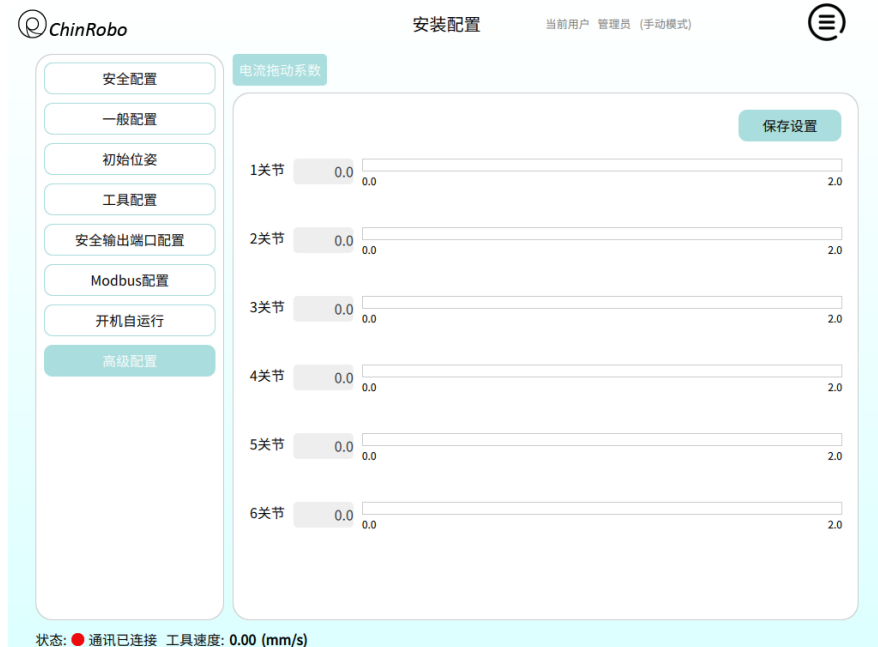 ChinRobo
安装配置
当前用户 管理员 (手动模式)
安全配置
一般配置
初始位姿
工具配置
安全输出端口配置
Modbus配置
开机自运行
高级配置
电流拖动系数
保存设置
1关节 0.0
0.0 2.0
2关节 0.0
0.0 2.0
3关节 0.0
0.0 2.0
4关节 0.0
0.0 2.0
5关节 0.0
0.0 2.0
6关节 0.0
0.0 2.0
状态: 通讯已连接 工具速度: 0.00 (mm/s)